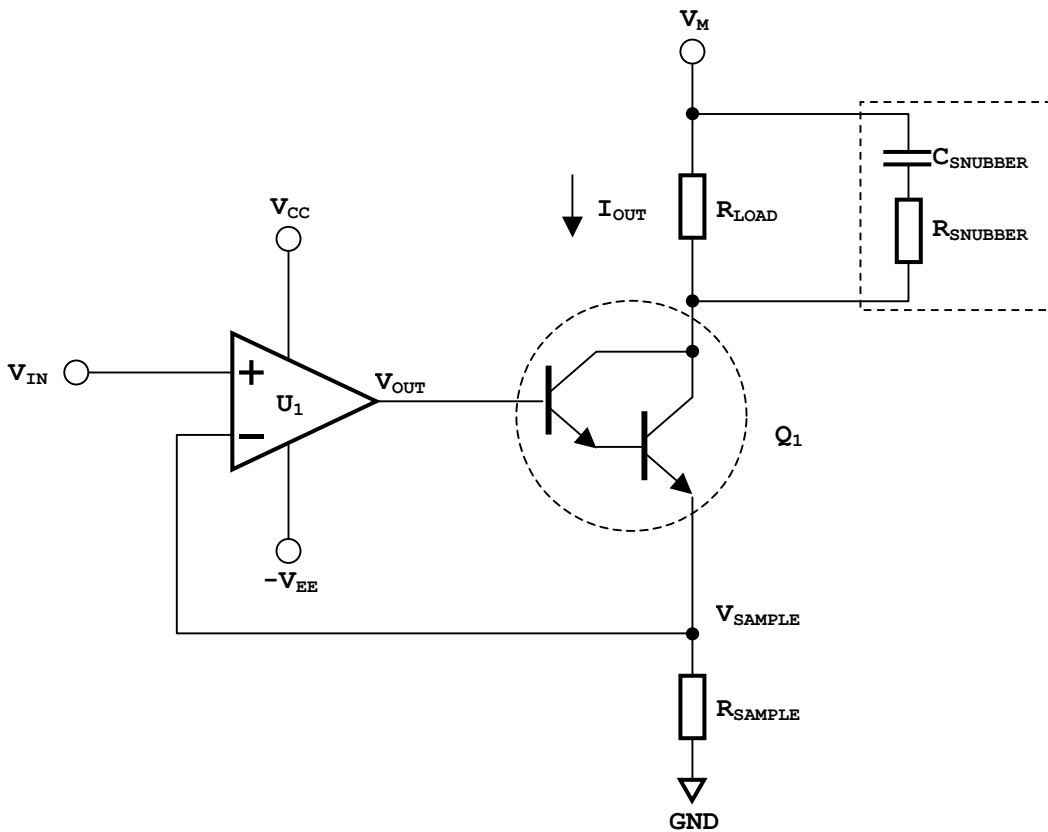 V_M
C_SNUBBER
V_CC
I_OUT
R_LOAD
R_SNUBBER
V_IN
+
V_OUT
U_1
−
Q_1
-V_EE
V_SAMPLE
R_SAMPLE
GND